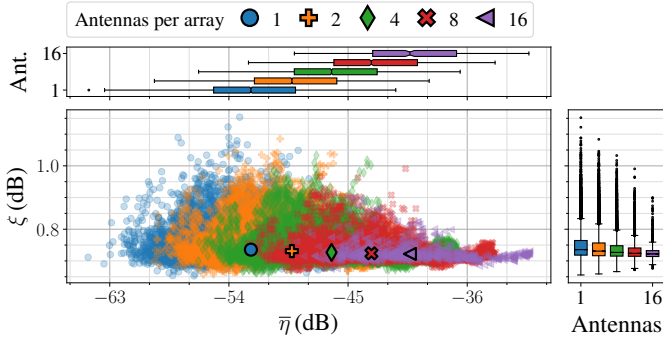 Antennas per array 1 2 4 8 16
Ant.
16
1
ξ (dB)
1.0
0.8
−63 −54 −45 −36
η̅ (dB)
1 16
Antennas